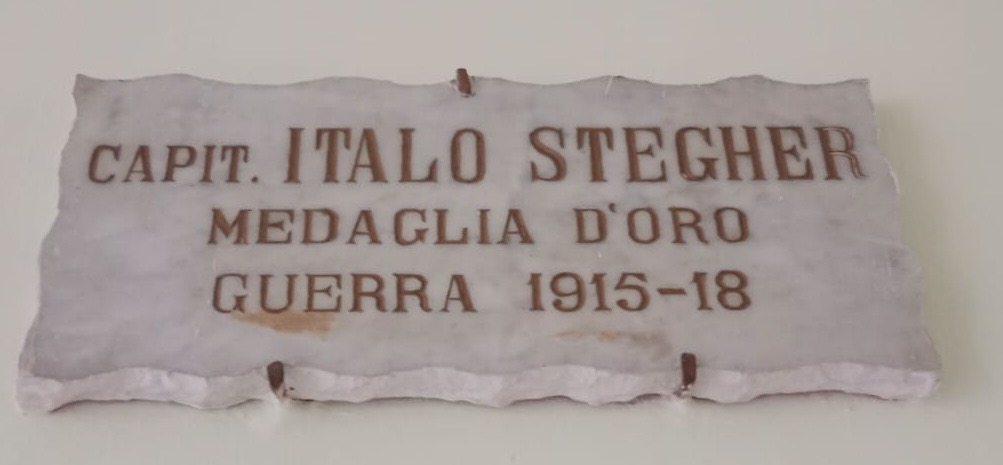 CAPIT. ITALO STEGHER
MEDAGLIA D'ORO
GUERRA 1915-18